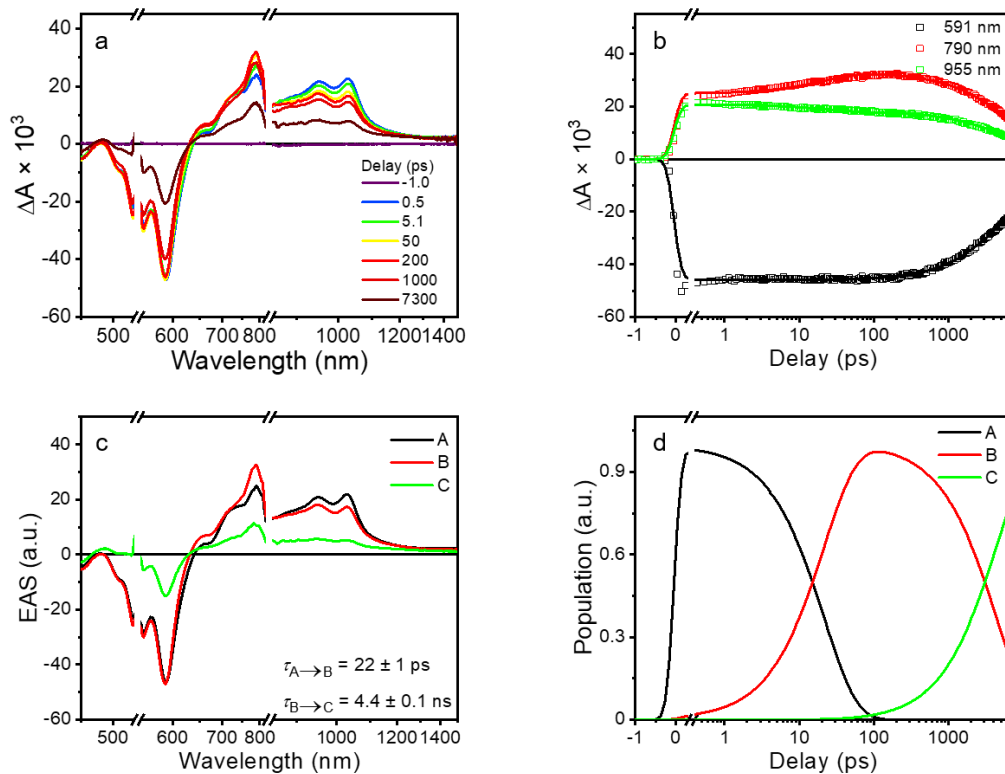 a
40
20
0
-20
-40
-60
ΔA × 10³
Delay (ps)
-1.0
0.5
5.1
50
200
1000
7300
500
600
700
800
1000
1200
1400
Wavelength (nm)
b
591 nm
790 nm
955 nm
40
20
0
-20
-40
-60
ΔA × 10³
-1
0
10
100
1000
Delay (ps)
c
A
B
C
40
20
0
-20
-40
-60
EAS (a.u.)
τA→B = 22 ± 1 ps
τB→C = 4.4 ± 0.1 ns
500
600
700
800
1000
1200
1400
Wavelength (nm)
d
A
B
C
0.9
0.6
0.3
0
Population (a.u.)
-1
0
10
100
1000
Delay (ps)